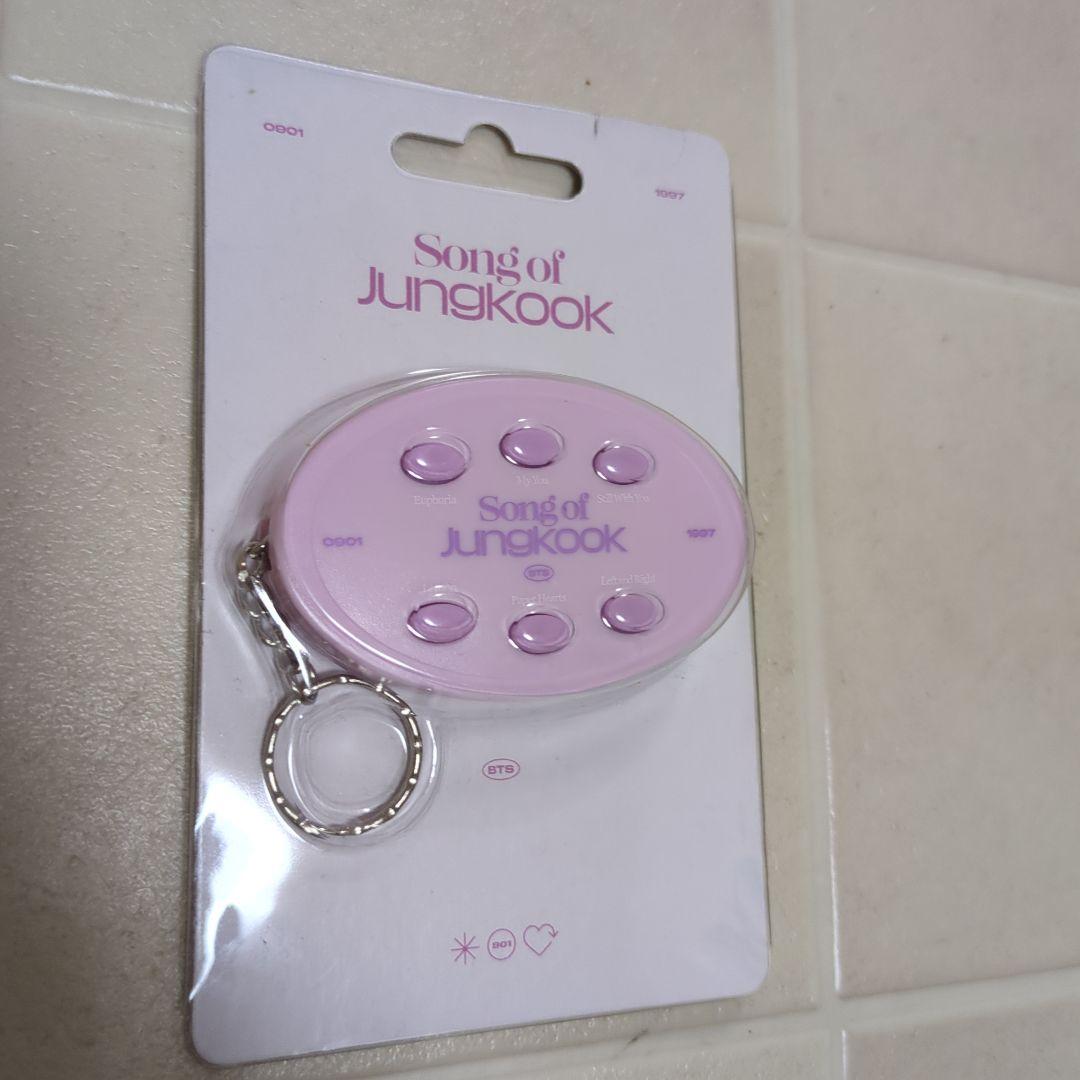 0901
1997
Song of
Jungkook
Euphoria
My You
Still With You
Song of
Jungkook
0901
1997
BTS
Paper Hearts
Left and Right
BTS
901